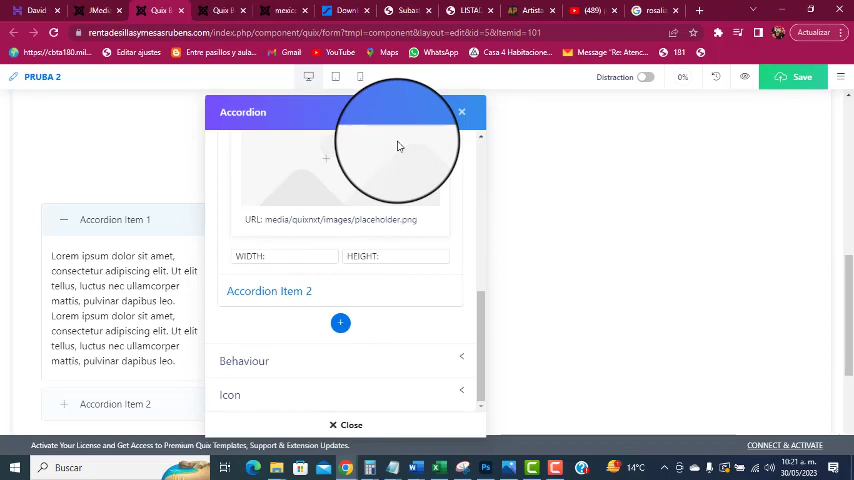 David
JMedia
Quix B
Quix B
mexico
Downl
Subast
LISTAD
Artista
(489)
rosalia
rentadesillasymesasrubens.com/index.php/component/quix/form?tmpl=component&layout=edit&id=5&Itemid=101
Actualizar
https://cbta180.mil...
Editar ajustes
Entre pasillos y aulas...
Gmail
YouTube
Maps
WhatsApp
Casa 4 Habitacione...
Message "Re: Atenc...
181
PRUBA 2
Distraction
0%
Save
Accordion
URL: media/quixnxt/images/placeholder.png
WIDTH:
HEIGHT:
Accordion Item 2
Behaviour
Icon
Close
Accordion Item 1
Lorem ipsum dolor sit amet,
consectetur adipiscing elit. Ut elit
tellus, luctus nec ullamcorper
mattis, pulvinar dapibus leo.
Lorem ipsum dolor sit amet,
consectetur adipiscing elit. Ut elit
tellus, luctus nec ullamcorper
mattis, pulvinar dapibus leo.
Accordion Item 2
Activate Your License and Get Access to Premium Quix Templates, Support & Extension Updates.
CONNECT & ACTIVATE
Buscar
14°C
10:21 a. m.
30/05/2023